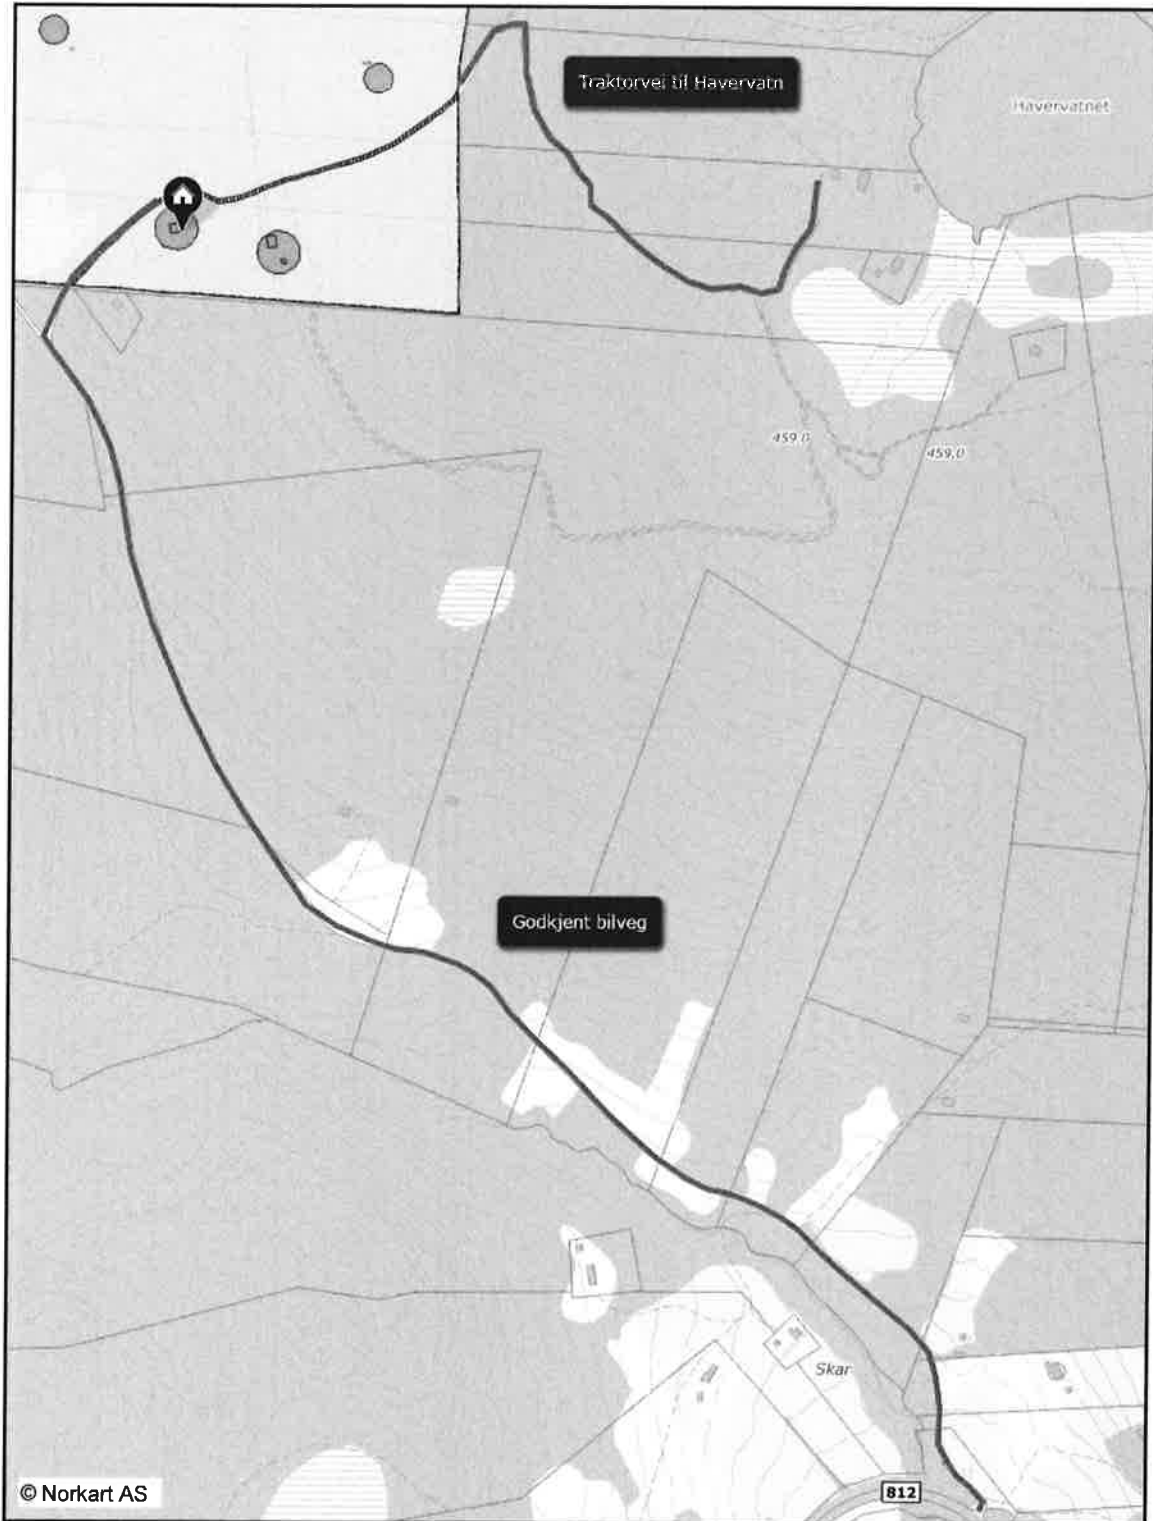 Traktorvei til Havervatn
Havervatnet
459,0
459,0
Godkjent bilveg
Skar
812
© Norkart AS